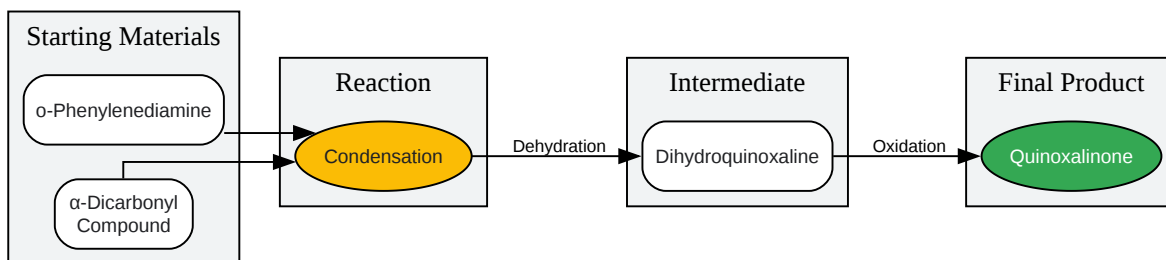 Starting Materials
o-Phenylenediamine
α-Dicarbonyl
Compound
Reaction
Condensation
Dehydration
Intermediate
Dihydroquinoxaline
Oxidation
Final Product
Quinoxalinone